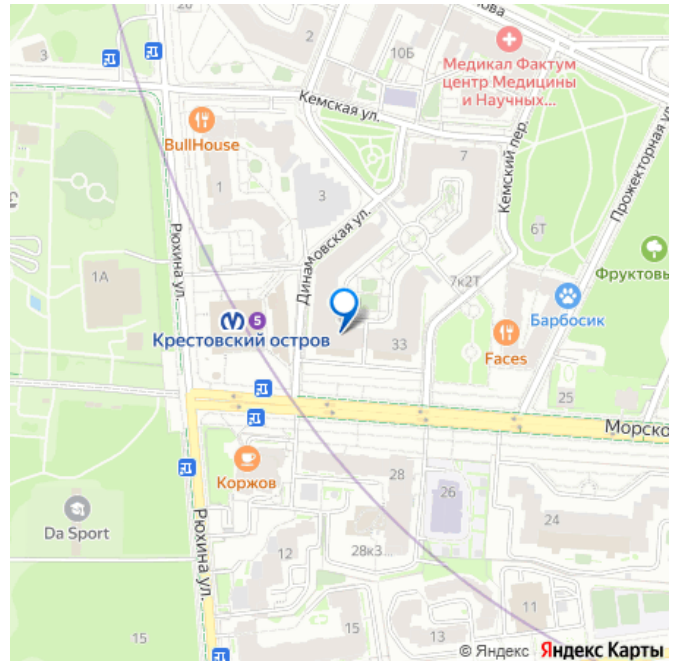 20
нова
3
2
10Б
Медикал Фактум
центр Медицины
и Научных...
Кемская ул.
BullHouse
7
1
3
Кемский пер.
Прожекторная ул.
Рюхина ул.
Динамовская ул.
6Т
1А
7к2Т
Фруктовы
Барбосик
5
Крестовский остров
33
Faces
25
Морско
Коржов
28
26
24
Da Sport
Рюхина ул.
12
28к3
11
15
15
13
© Яндекс Яндекс Карты